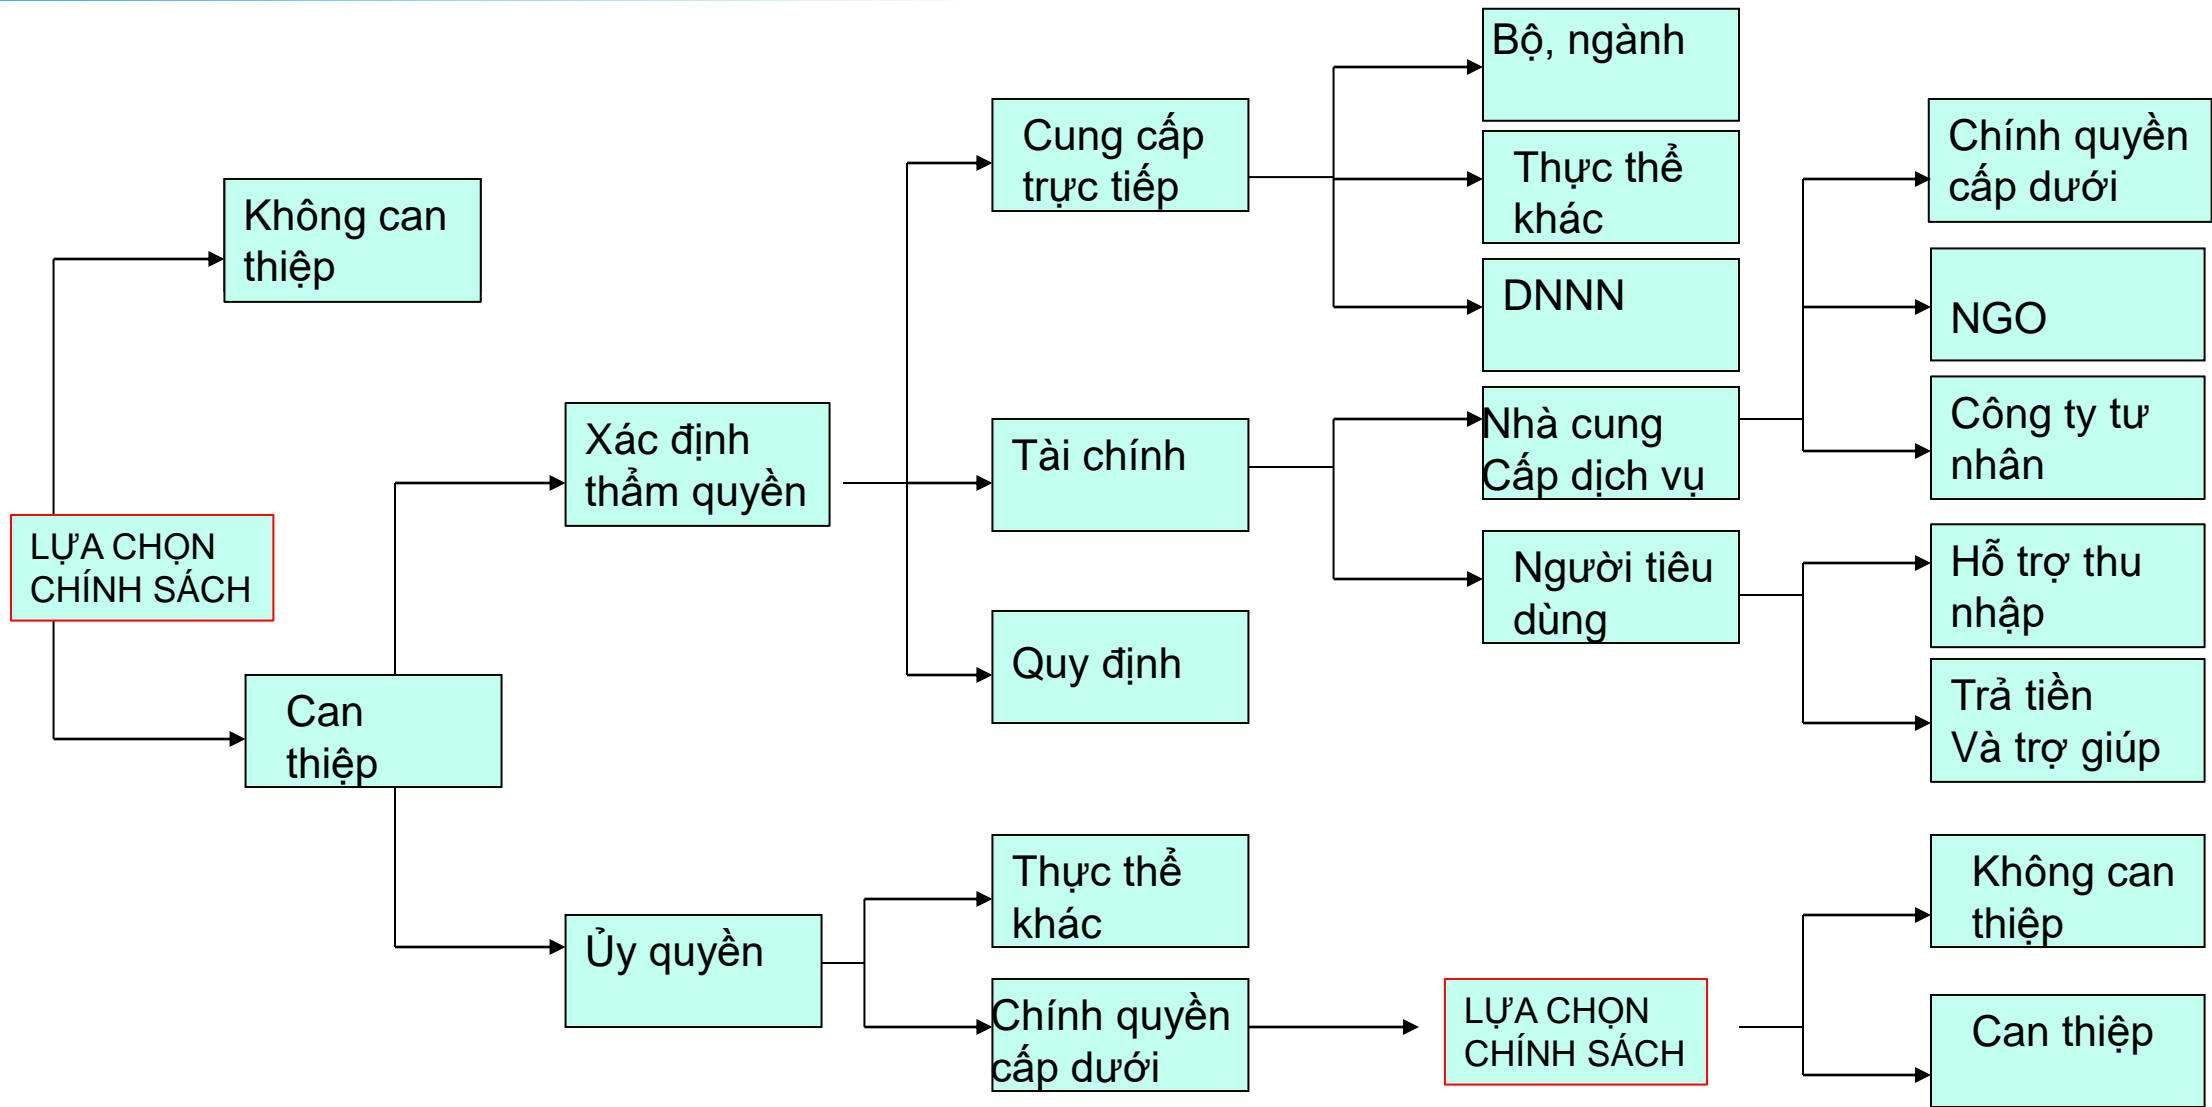 LỰA CHỌN
CHÍNH SÁCH
Không can
thiệp
Can
thiệp
Xác định
thẩm quyền
Ủy quyền
Cung cấp
trực tiếp
Tài chính
Quy định
Thực thể
khác
Chính quyền
cấp dưới
Bộ, ngành
Thực thể
khác
DNNN
Nhà cung
Cấp dịch vụ
Người tiêu
dùng
LỰA CHỌN
CHÍNH SÁCH
Chính quyền
cấp dưới
NGO
Công ty tư
nhân
Hỗ trợ thu
nhập
Trả tiền
Và trợ giúp
Không can
thiệp
Can thiệp